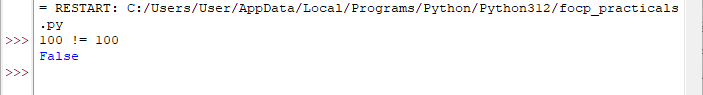 = RESTART: C:/Users/User/AppData/Local/Programs/Python/Python312/focp_practicals
.py
>>> 100 != 100
False
>>>